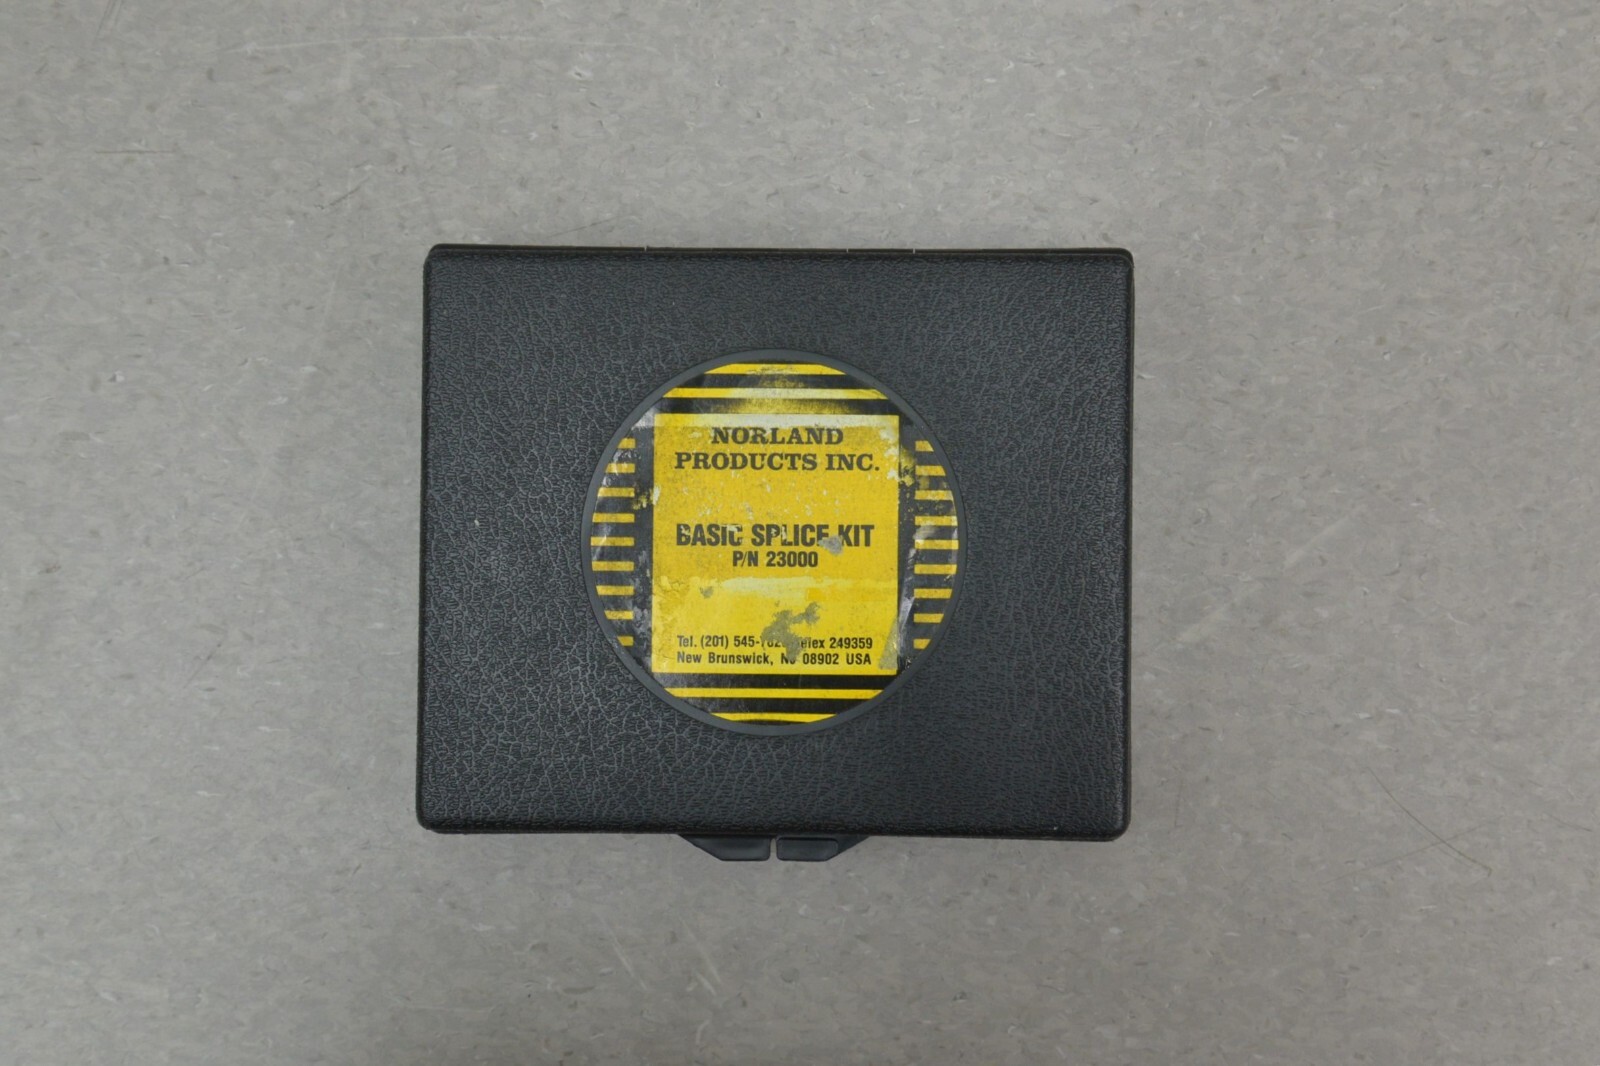 NORLAND
PRODUCTS INC.
BASIC SPLICE KIT
P/N 23000
Tel. (201) 249359
New Brunswick, 08902 USA